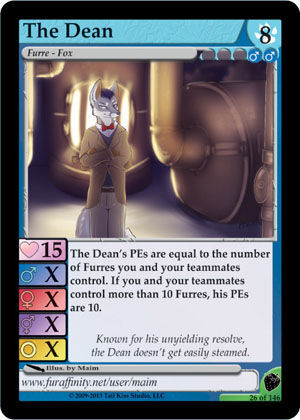 The Dean
8
Furre - Fox
15
The Dean's PEs are equal to the number
of Furres you and your teammates
control. If you and your teammates
control more than 10 Furres, his PEs
are 10.
X
X
X
X
Known for his unyielding resolve,
the Dean doesn't get easily steamed.
Illus. by Maim
www.furaffinity.net/user/maim
© 2009-2013 Tail Kiss Studio, LLC
26 of 146